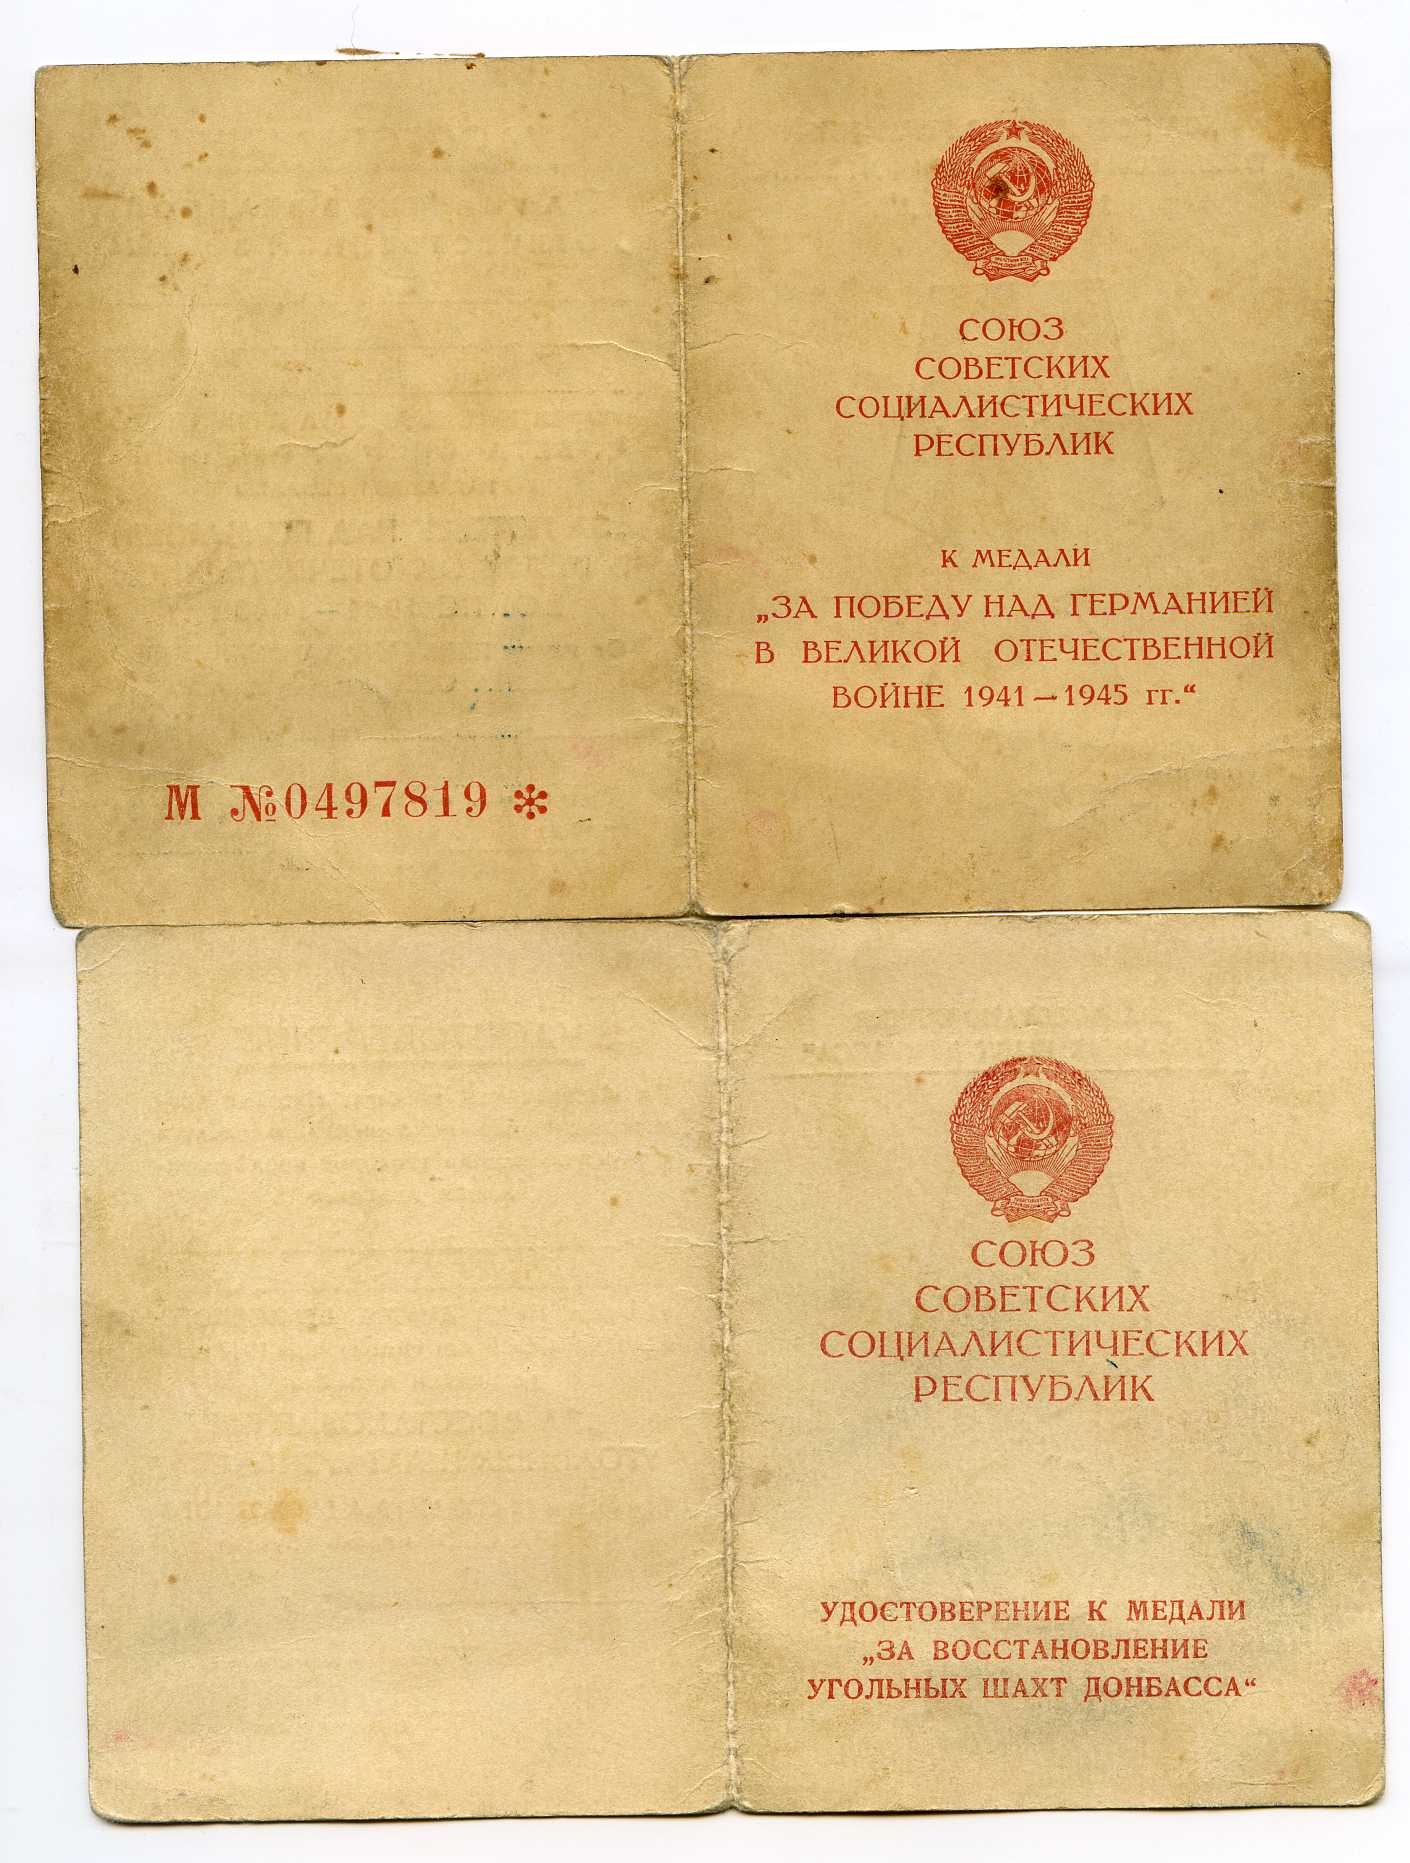 СОЮЗ
СОВЕТСКИХ
СОЦИАЛИСТИЧЕСКИХ
РЕСПУБЛИК
К МЕДАЛИ
„ЗА ПОБЕДУ НАД ГЕРМАНИЕЙ
В ВЕЛИКОЙ ОТЕЧЕСТВЕННОЙ
ВОЙНЕ 1941—1945 гг.“
М №0497819 *
СОЮЗ
СОВЕТСКИХ
СОЦИАЛИСТИЧЕСКИХ
РЕСПУБЛИК
УДОСТОВЕРЕНИЕ К МЕДАЛИ
„ЗА ВОССТАНОВЛЕНИЕ
УГОЛЬНЫХ ШАХТ ДОНБАССА“